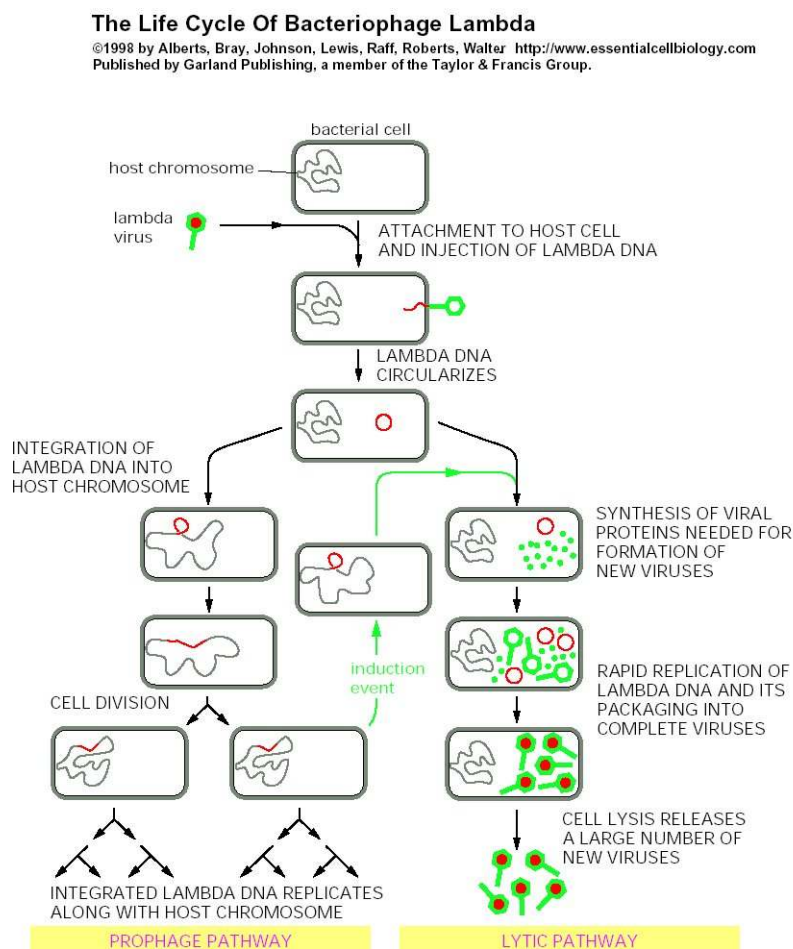 The Life Cycle Of Bacteriophage Lambda
©1998 by Alberts, Bray, Johnson, Lewis, Raff, Roberts, Walter http://www.essentialcellbiology.com
Published by Garland Publishing, a member of the Taylor & Francis Group.
bacterial cell
host chromosome
lambda
virus
ATTACHMENT TO HOST CELL
AND INJECTION OF LAMBDA DNA
LAMBDA DNA
CIRCULARIZES
INTEGRATION OF
LAMBDA DNA INTO
HOST CHROMOSOME
SYNTHESIS OF VIRAL
PROTEINS NEEDED FOR
FORMATION OF
NEW VIRUSES
induction
event
RAPID REPLICATION OF
LAMBDA DNA AND ITS
PACKAGING INTO
COMPLETE VIRUSES
CELL DIVISION
CELL LYSIS RELEASES
A LARGE NUMBER OF
NEW VIRUSES
INTEGRATED LAMBDA DNA REPLICATES
ALONG WITH HOST CHROMOSOME
PROPHAGE PATHWAY
LYTIC PATHWAY